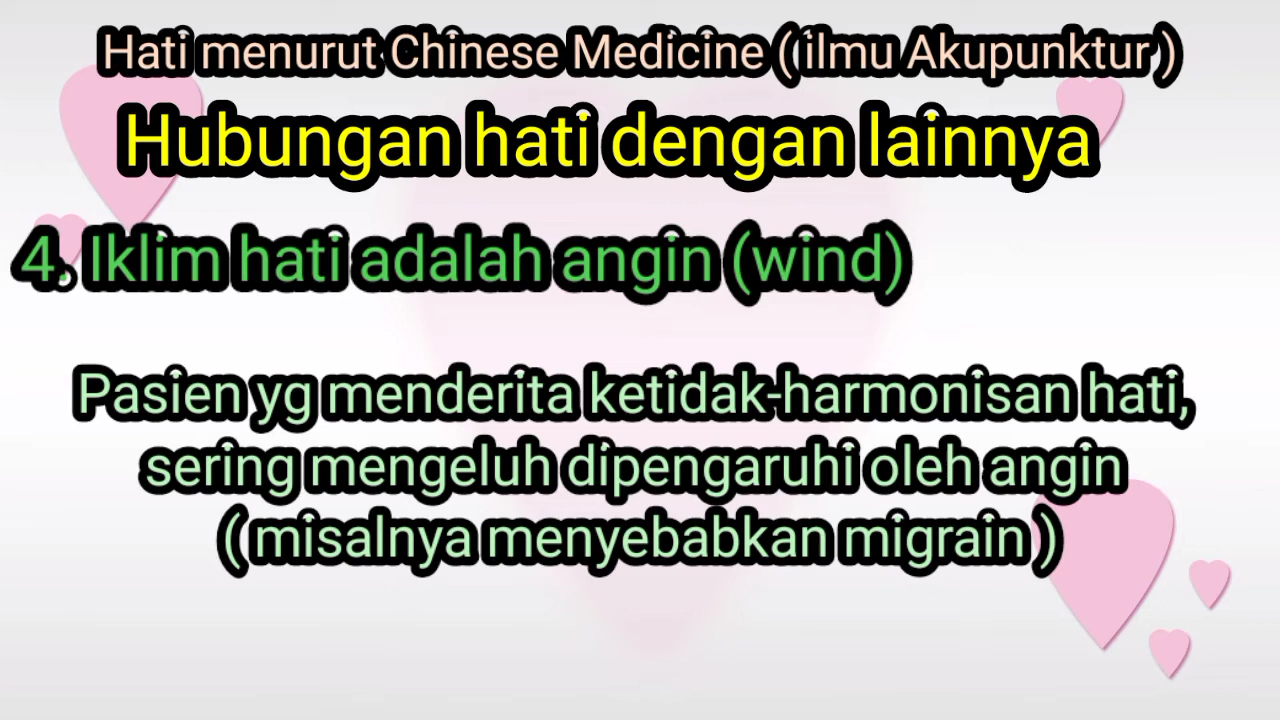 Hati menurut Chinese Medicine ( ilmu Akupunktur )
Hubungan hati dengan lainnya
4. Iklim hati adalah angin (wind)
Pasien yg menderita ketidak-harmonisan hati,
sering mengeluh dipengaruhi oleh angin
( misalnya menyebabkan migrain )